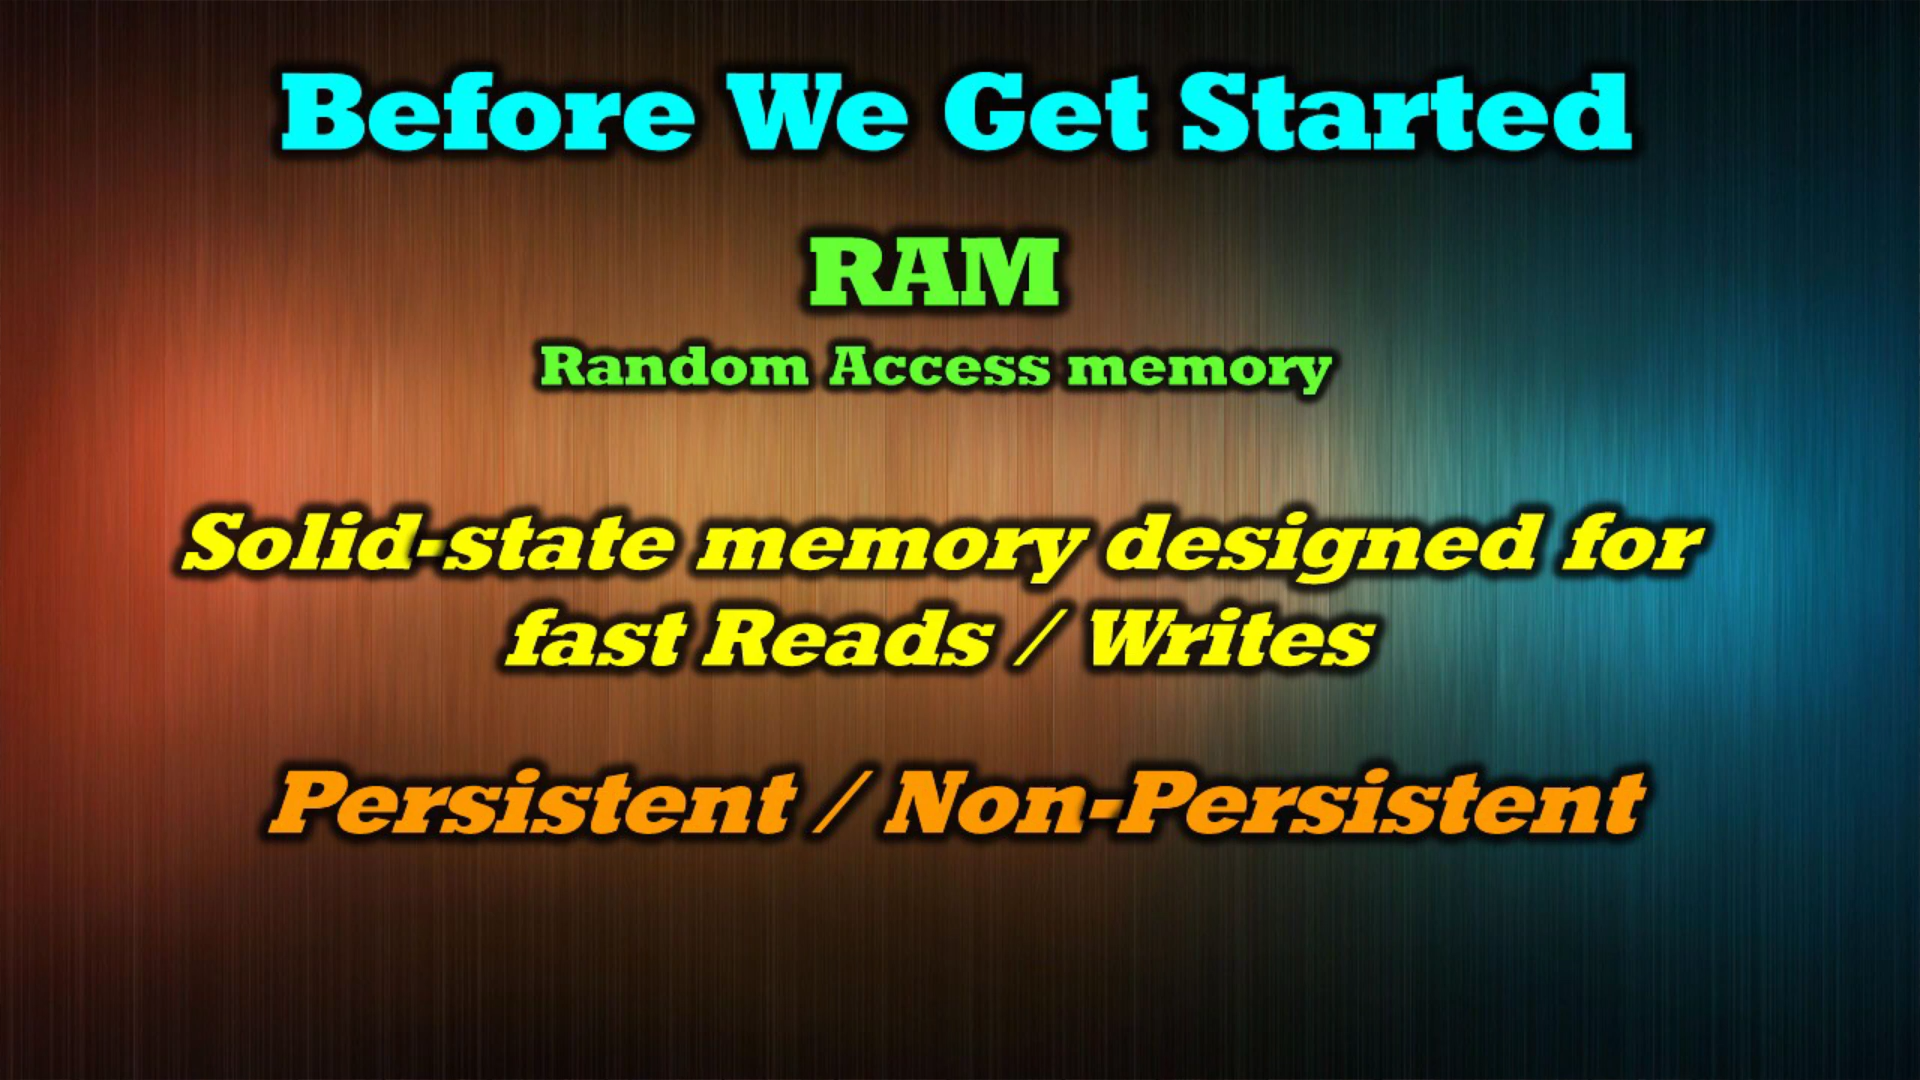 Before We Get Started
RAM
Random Access memory
Solid-state memory designed for
fast Reads / Writes
Persistent / Non-Persistent